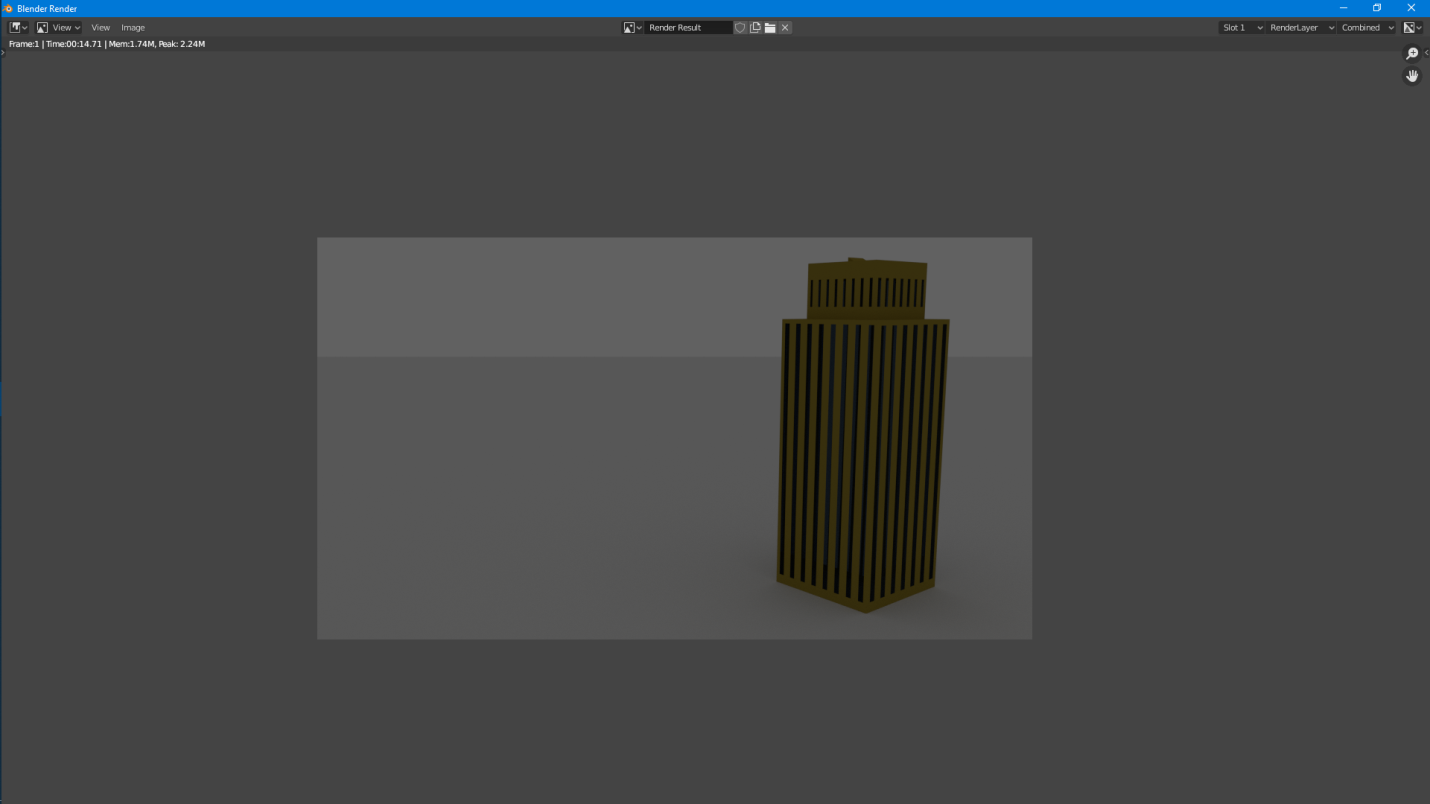 Blender Render
View View Image Render Result Slot 1 RenderLayer Combined
Frame:1 | Time:00:14.71 | Mem:1.74M, Peak: 2.24M